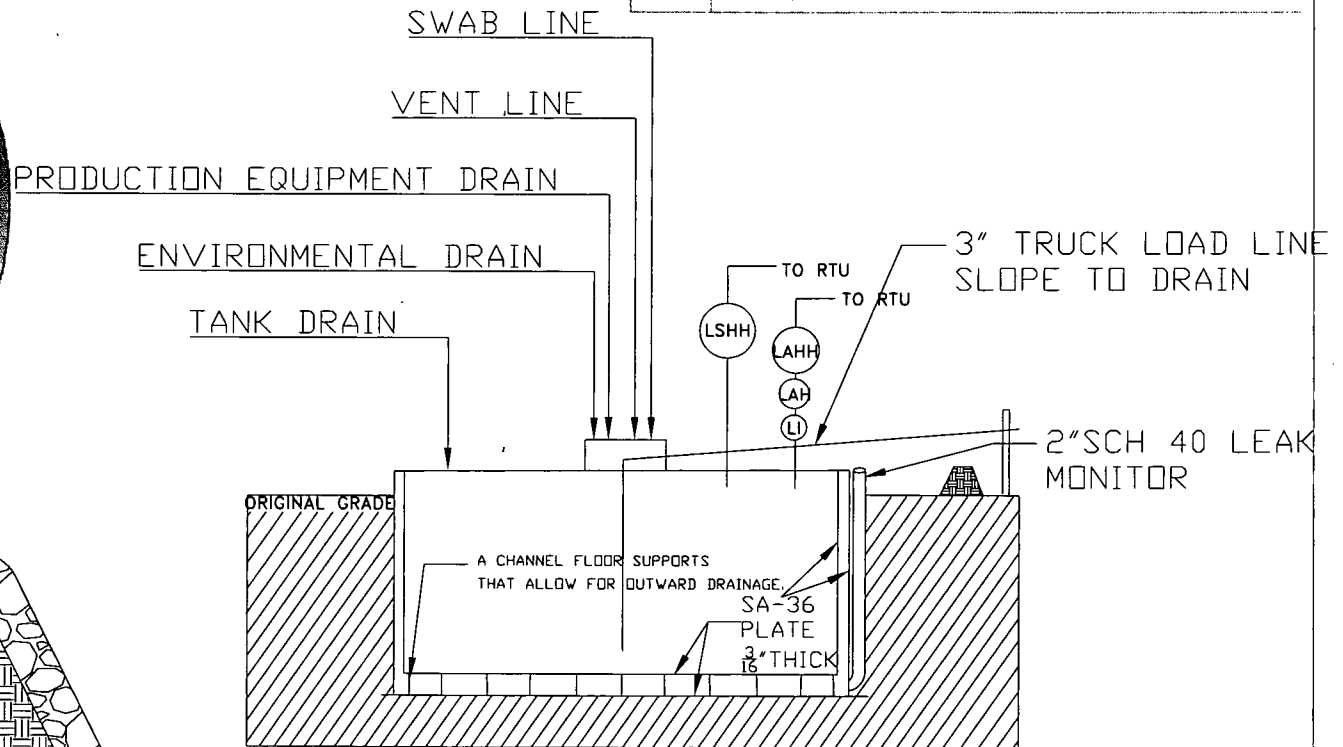 SWAB LINE
VENT LINE
PRODUCTION EQUIPMENT DRAIN
ENVIRONMENTAL DRAIN
TANK DRAIN
TO RTU
TO RTU
LSHH
LAHH
LAH
LI
3" TRUCK LOAD LINE
SLOPE TO DRAIN
2"SCH 40 LEAK
MONITOR
ORIGINAL GRADE
A CHANNEL FLOOR SUPPORTS
THAT ALLOW FOR OUTWARD DRAINAGE.
SA-36
PLATE
3/16"THICK